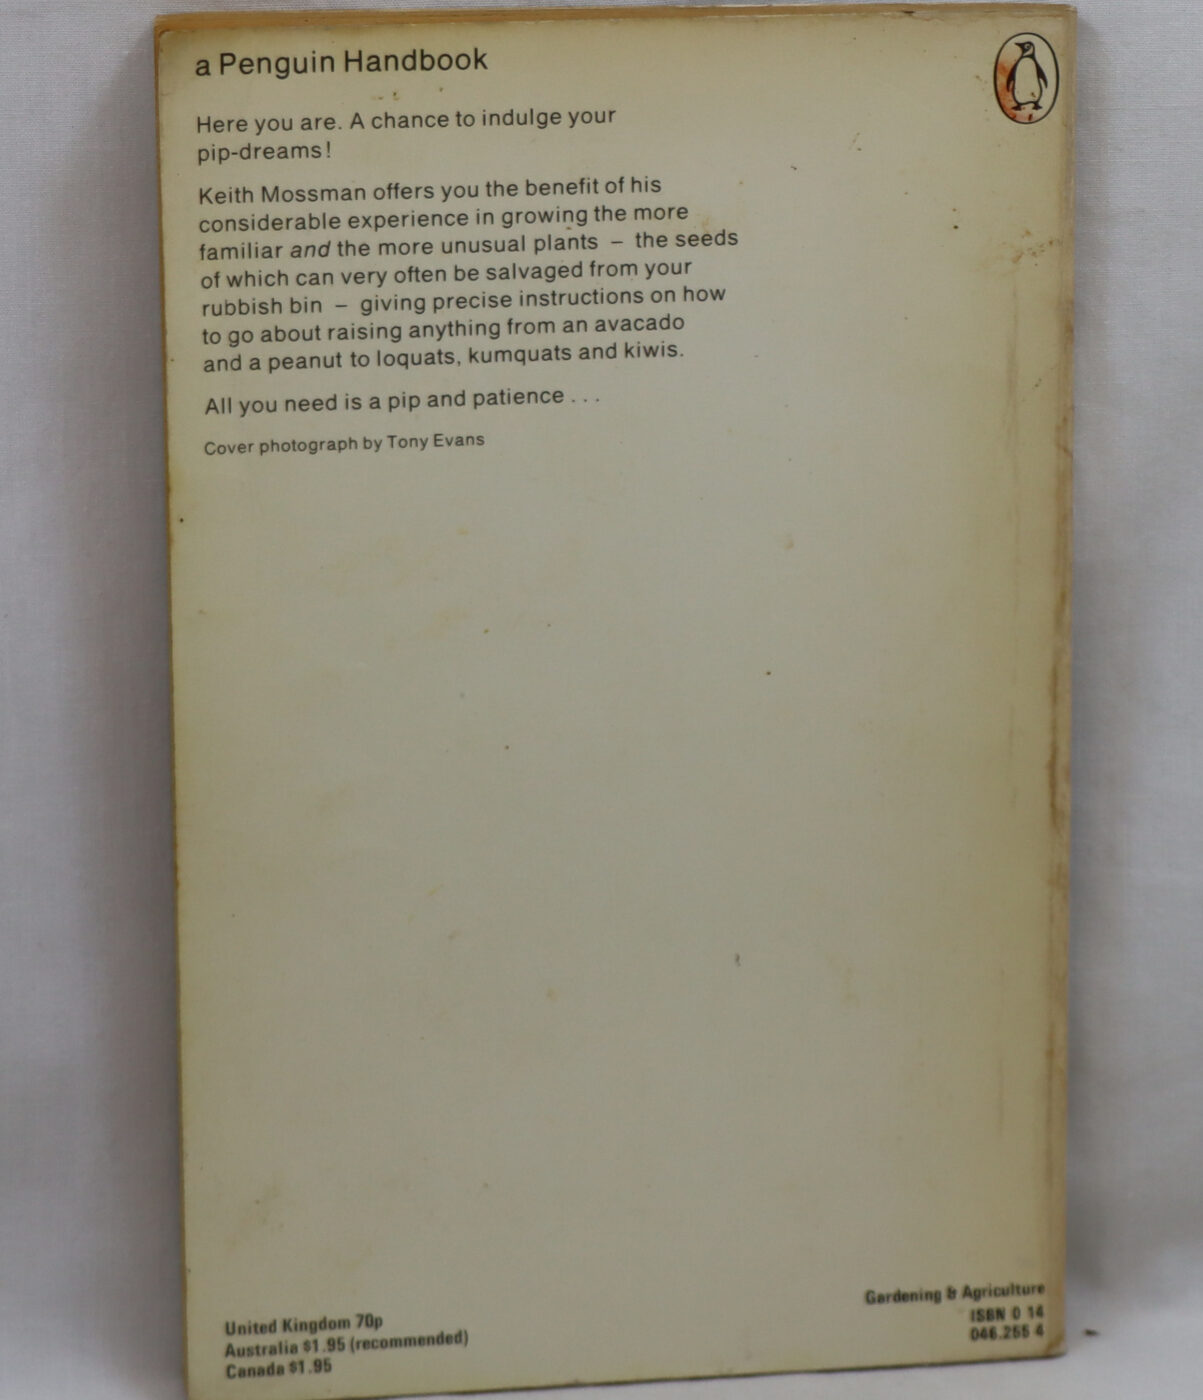 a Penguin Handbook
Here you are. A chance to indulge your
pip-dreams!
Keith Mossman offers you the benefit of his
considerable experience in growing the more
familiar and the more unusual plants – the seeds
of which can very often be salvaged from your
rubbish bin – giving precise instructions on how
to go about raising anything from an avacado
and a peanut to loquats, kumquats and kiwis.
All you need is a pip and patience . . .
Cover photograph by Tony Evans
United Kingdom 70p
Australia $1.95 (recommended)
Canada $1.95
Gardening & Agriculture
ISBN 0 14
046.255 4